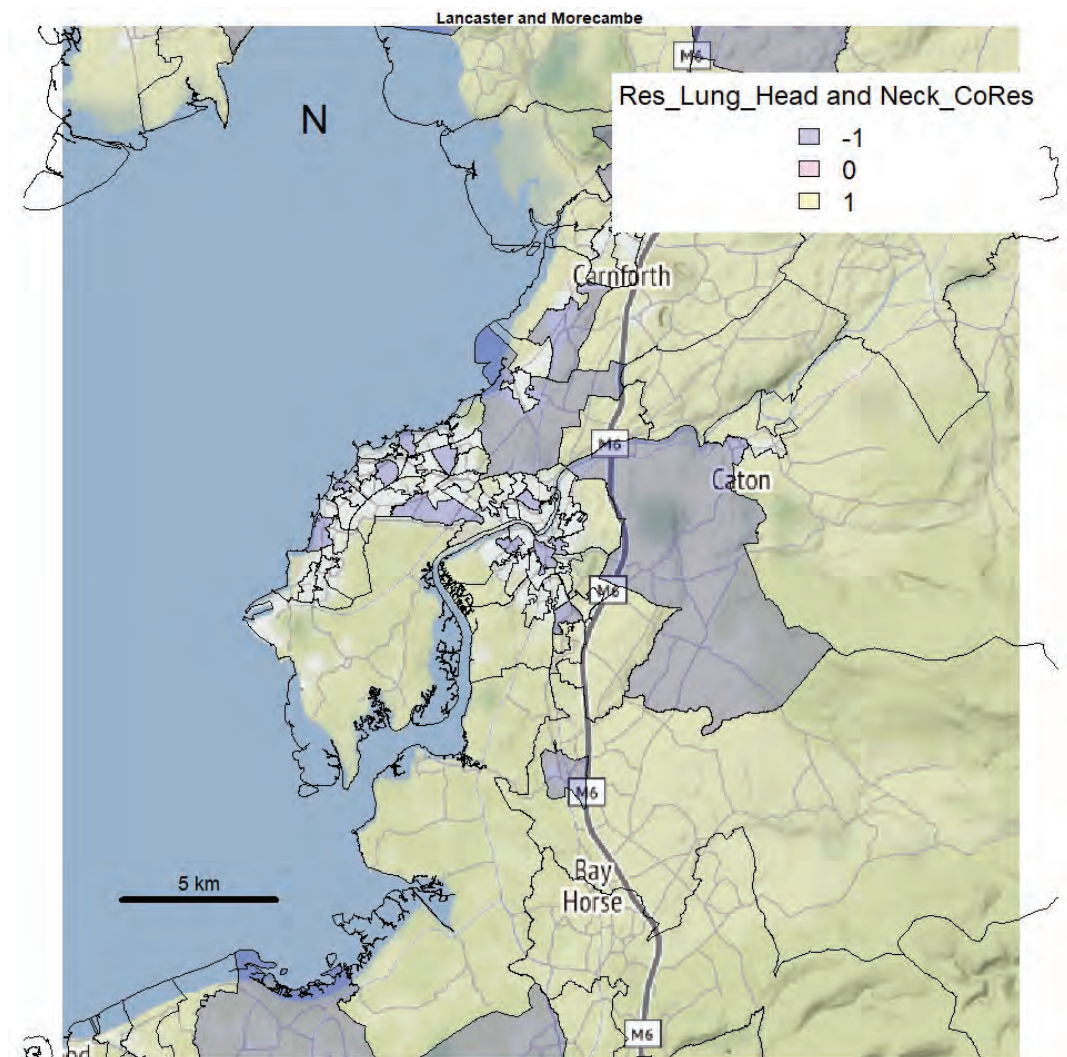 Lancaster and Morecambe
M6
N
Res_Lung_Head and Neck_CoRes
-1
0
1
Carnforth
M6
Caton
M6
M6
Bay
Horse
5 km
M6